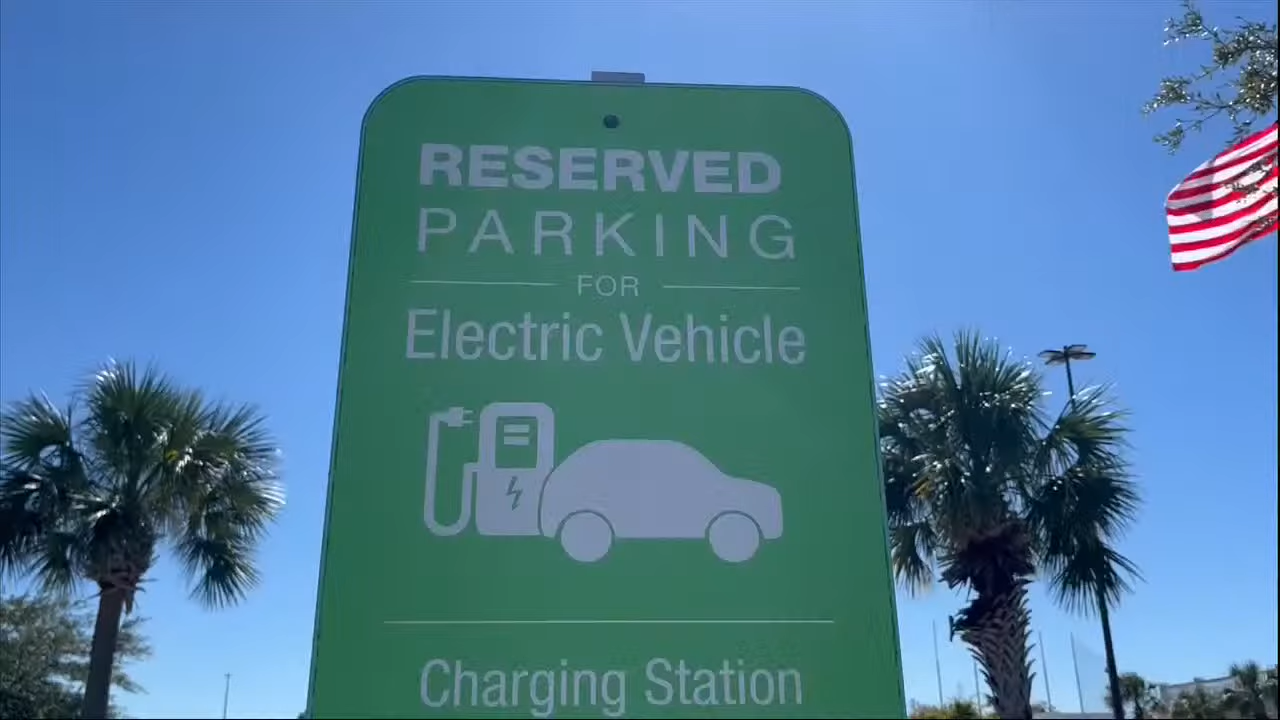 RESERVED
PARKING
FOR
Electric Vehicle
Charging Station